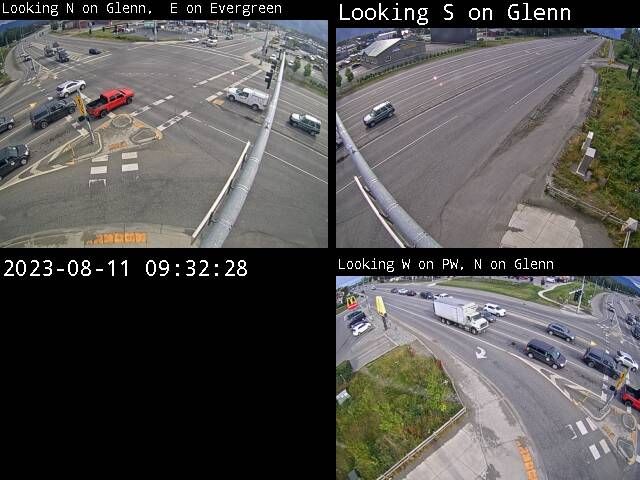 Looking N on Glenn,  E on Evergreen
Looking S on Glenn
2023-08-11 09:32:28
Looking W on PW, N on Glenn